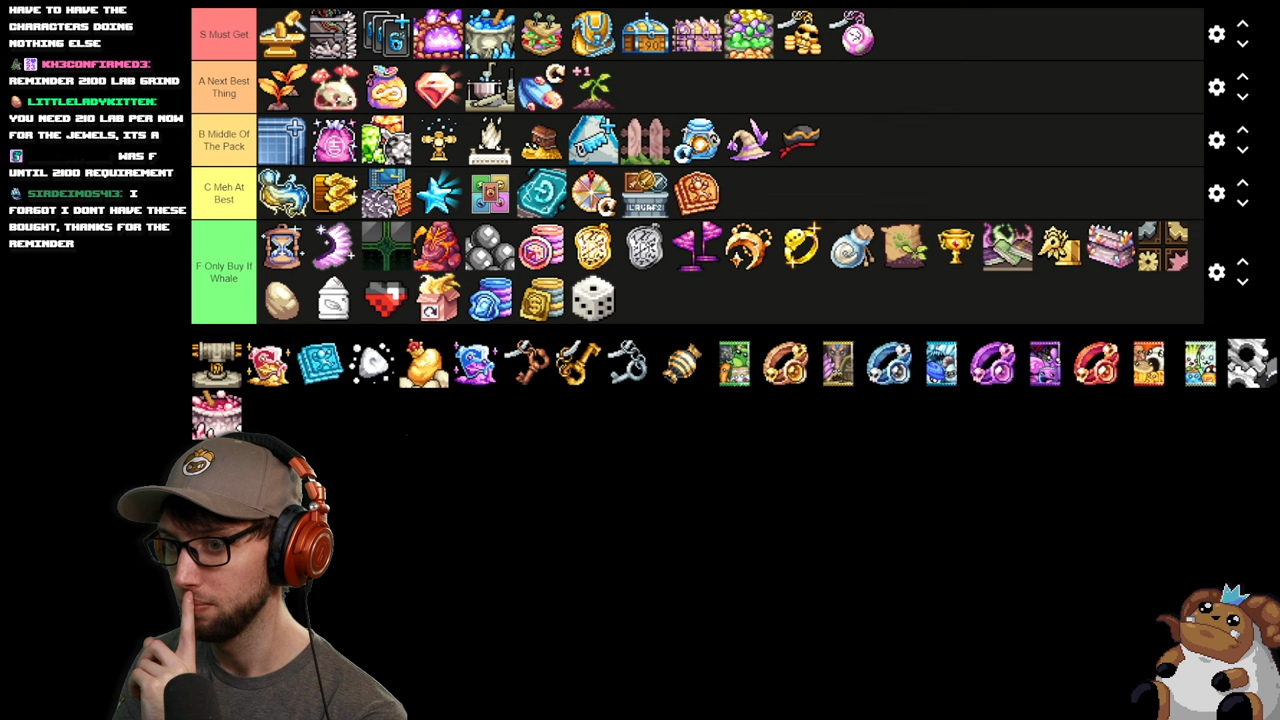 HAVE TO HAVE THE
CHARACTERS DOING
NOTHING ELSE
KH3CONFIRMED3:
REMINDER 2100 LAB GRIND
LITTLELADYKITTEN:
YOU NEED 210 LAB PER NOW
FOR THE JEWELS, ITS A
WAS F
UNTIL 2100 REQUIREMENT
SIRDEIMOS413: I
FORGOT I DONT HAVE THESE
BOUGHT, THANKS FOR THE
REMINDER
S Must Get
A Next Best
Thing
+1
B Middle Of
The Pack
C Meh At
Best
F Only Buy If
Whale